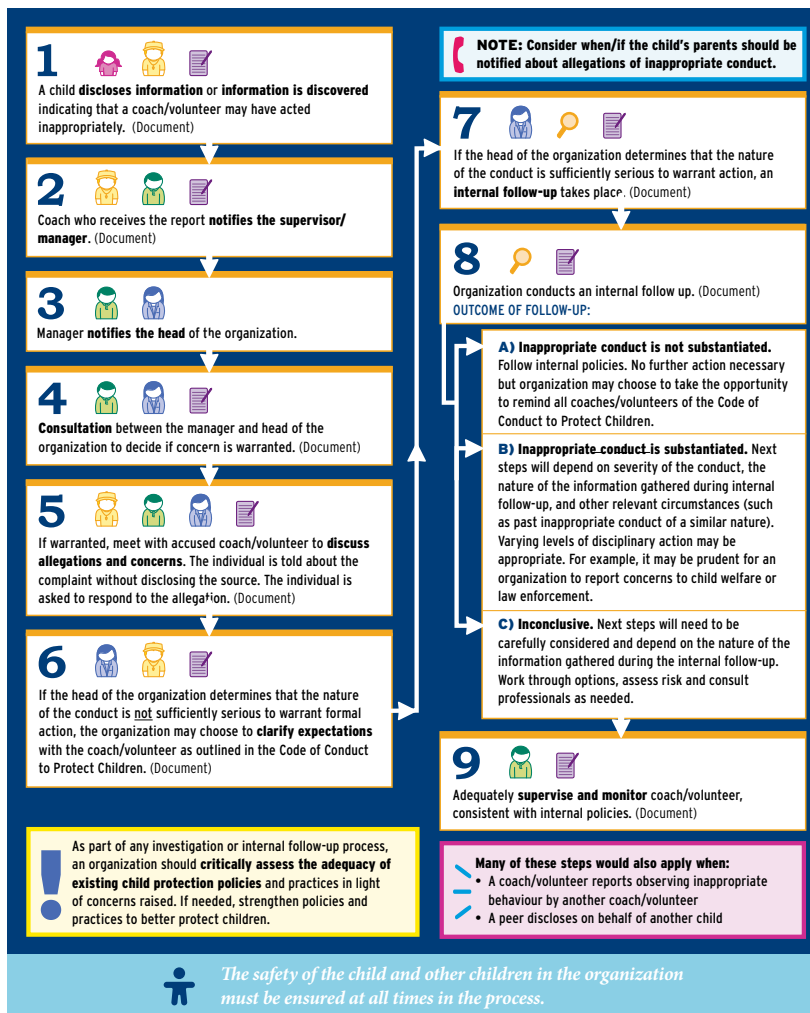 1
A child discloses information or information is discovered
indicating that a coach/volunteer may have acted
inappropriately. (Document)
2
Coach who receives the report notifies the supervisor/
manager. (Document)
3
Manager notifies the head of the organization.
4
Consultation between the manager and head of the
organization to decide if concern is warranted. (Document)
5
If warranted, meet with accused coach/volunteer to discuss
allegations and concerns. The individual is told about the
complaint without disclosing the source. The individual is
asked to respond to the allegation. (Document)
6
If the head of the organization determines that the nature
of the conduct is not sufficiently serious to warrant formal
action, the organization may choose to clarify expectations
with the coach/volunteer as outlined in the Code of Conduct
to Protect Children. (Document)
! As part of any investigation or internal follow-up process,
an organization should critically assess the adequacy of
existing child protection policies and practices in light
of concerns raised. If needed, strengthen policies and
practices to better protect children.
NOTE: Consider when/if the child's parents should be
notified about allegations of inappropriate conduct.
7
If the head of the organization determines that the nature
of the conduct is sufficiently serious to warrant action, an
internal follow-up takes place. (Document)
8
Organization conducts an internal follow up. (Document)
OUTCOME OF FOLLOW-UP:
A) Inappropriate conduct is not substantiated.
Follow internal policies. No further action necessary
but organization may choose to take the opportunity
to remind all coaches/volunteers of the Code of
Conduct to Protect Children.
B) Inappropriate conduct is substantiated. Next
steps will depend on severity of the conduct, the
nature of the information gathered during internal
follow-up, and other relevant circumstances (such
as past inappropriate conduct of a similar nature).
Varying levels of disciplinary action may be
appropriate. For example, it may be prudent for an
organization to report concerns to child welfare or
law enforcement.
C) Inconclusive. Next steps will need to be
carefully considered and depend on the nature of the
information gathered during the internal follow-up.
Work through options, assess risk and consult
professionals as needed.
9
Adequately supervise and monitor coach/volunteer,
consistent with internal policies. (Document)
Many of these steps would also apply when:
• A coach/volunteer reports observing inappropriate
behaviour by another coach/volunteer
• A peer discloses on behalf of another child
The safety of the child and other children in the organization
must be ensured at all times in the process.